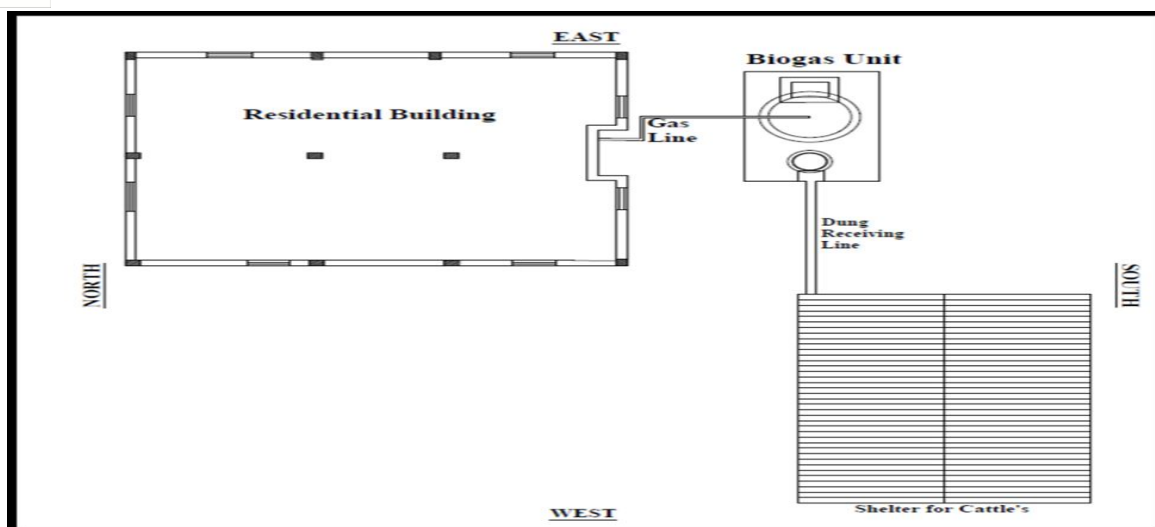 EAST
Biogas Unit
Residential Building
Gas
Line
Dung
Receiving
Line
NORTH
SOUTH
Shelter for Cattle's
WEST